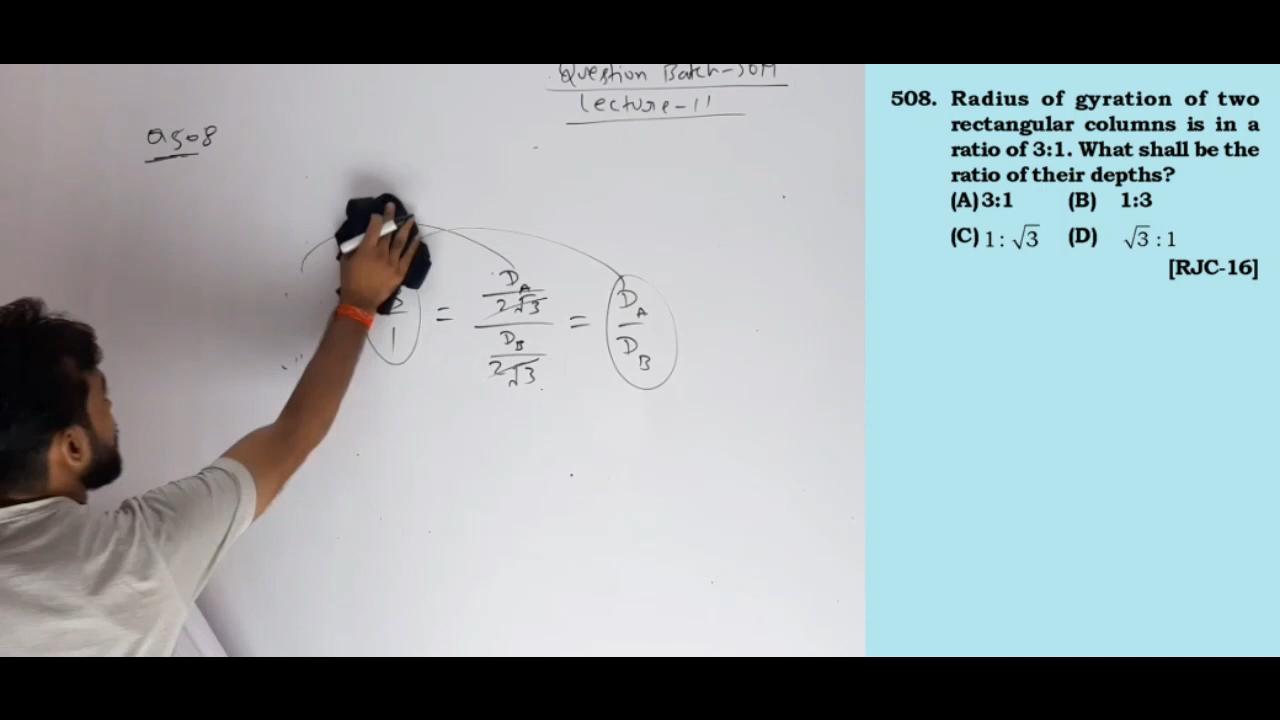 Question Batch-SOM
Lecture-11
Q508
1
=
D_A
2√3
D_B
2√3
=
D_A
D_B
508. Radius of gyration of two
rectangular columns is in a
ratio of 3:1. What shall be the
ratio of their depths?
(A) 3:1 (B) 1:3
(C) 1 : √3 (D) √3 : 1
[RJC-16]